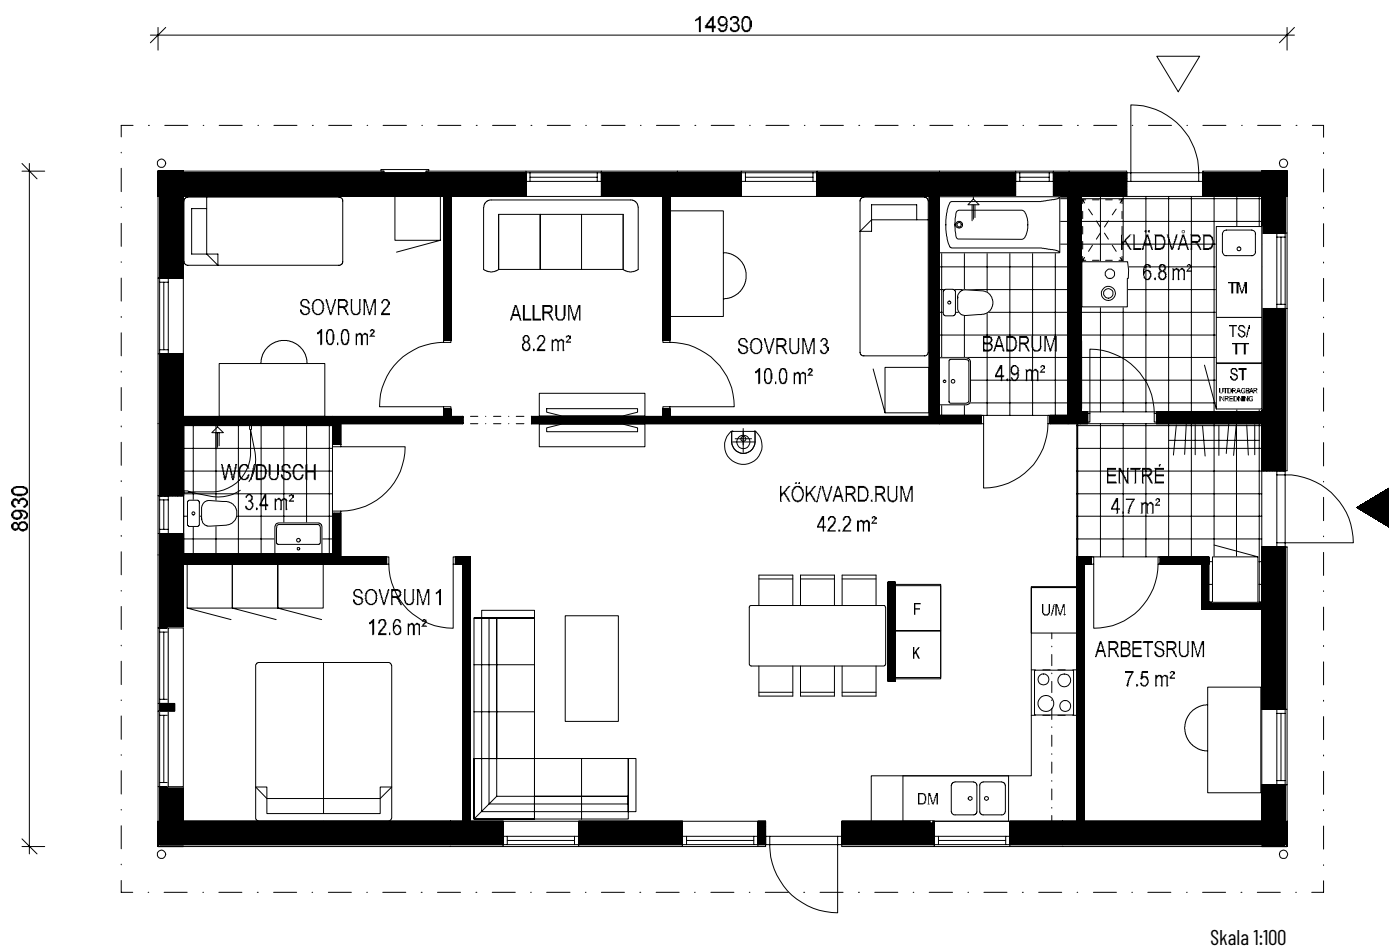 14930
8930
SOVRUM 2
10.0 m²
ALLRUM
8.2 m²
SOVRUM 3
10.0 m²
BADRUM
4.9 m²
KLÄDVÅRD
6.8 m²
TM
TS/
TT
ST
UTDRAGBAR
INREDNING
WC/DUSCH
3.4 m²
KÖK/VARD.RUM
42.2 m²
ENTRÉ
4.7 m²
SOVRUM 1
12.6 m²
F
K
U/M
ARBETSRUM
7.5 m²
DM
Skala 1:100